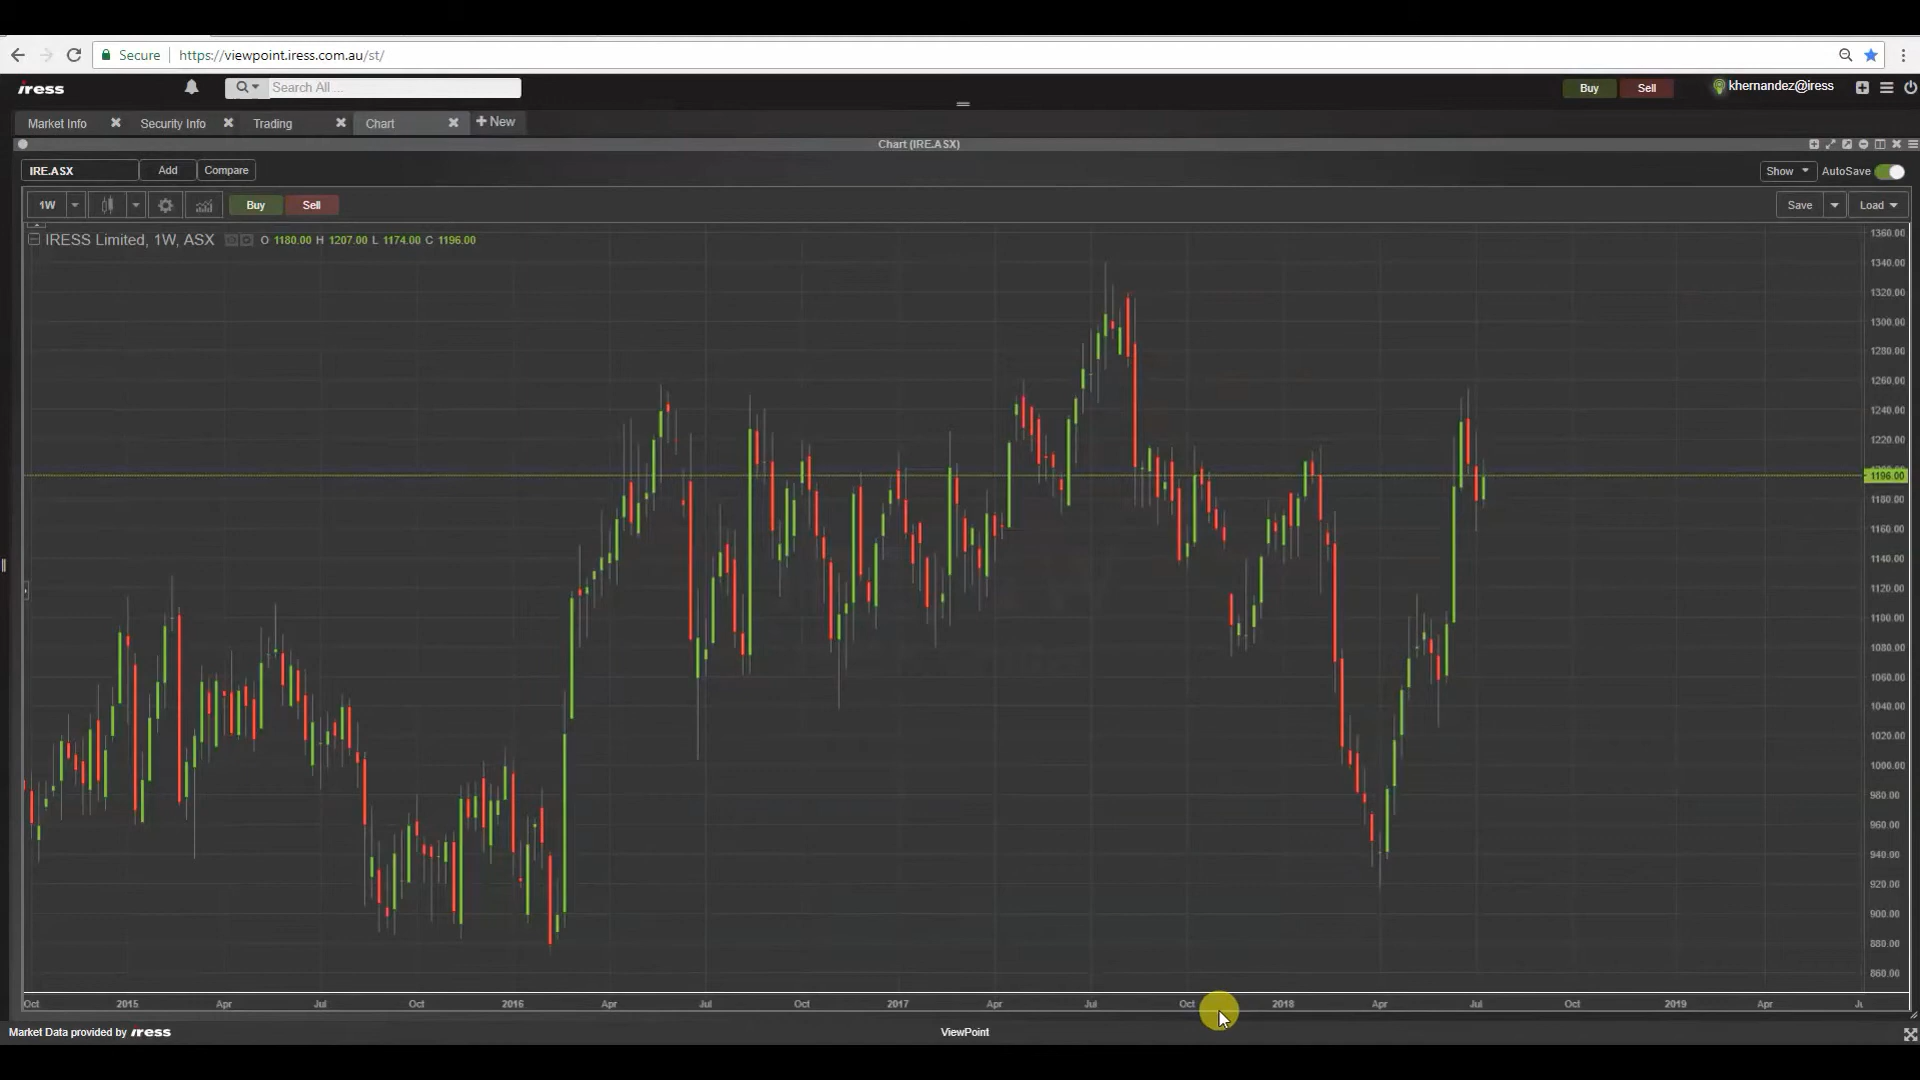 Secure https://viewpoint.iress.com.au/st/
iress Search All ... Buy Sell khernandez@iress
Market Info Security Info Trading Chart + New
Chart (IRE.ASX)
IRE.ASX Add Compare Show AutoSave
1W Buy Sell Save Load
IRESS Limited, 1W, ASX O 1180.00 H 1207.00 L 1174.00 C 1196.00
1360.00
1340.00
1320.00
1300.00
1280.00
1260.00
1240.00
1220.00
1196.00
1180.00
1160.00
1140.00
1120.00
1100.00
1080.00
1060.00
1040.00
1020.00
1000.00
980.00
960.00
940.00
920.00
900.00
880.00
860.00
Oct 2015 Apr Jul Oct 2016 Apr Jul Oct 2017 Apr Jul Oct 2018 Apr Jul Oct 2019 Apr
Market Data provided by iress ViewPoint